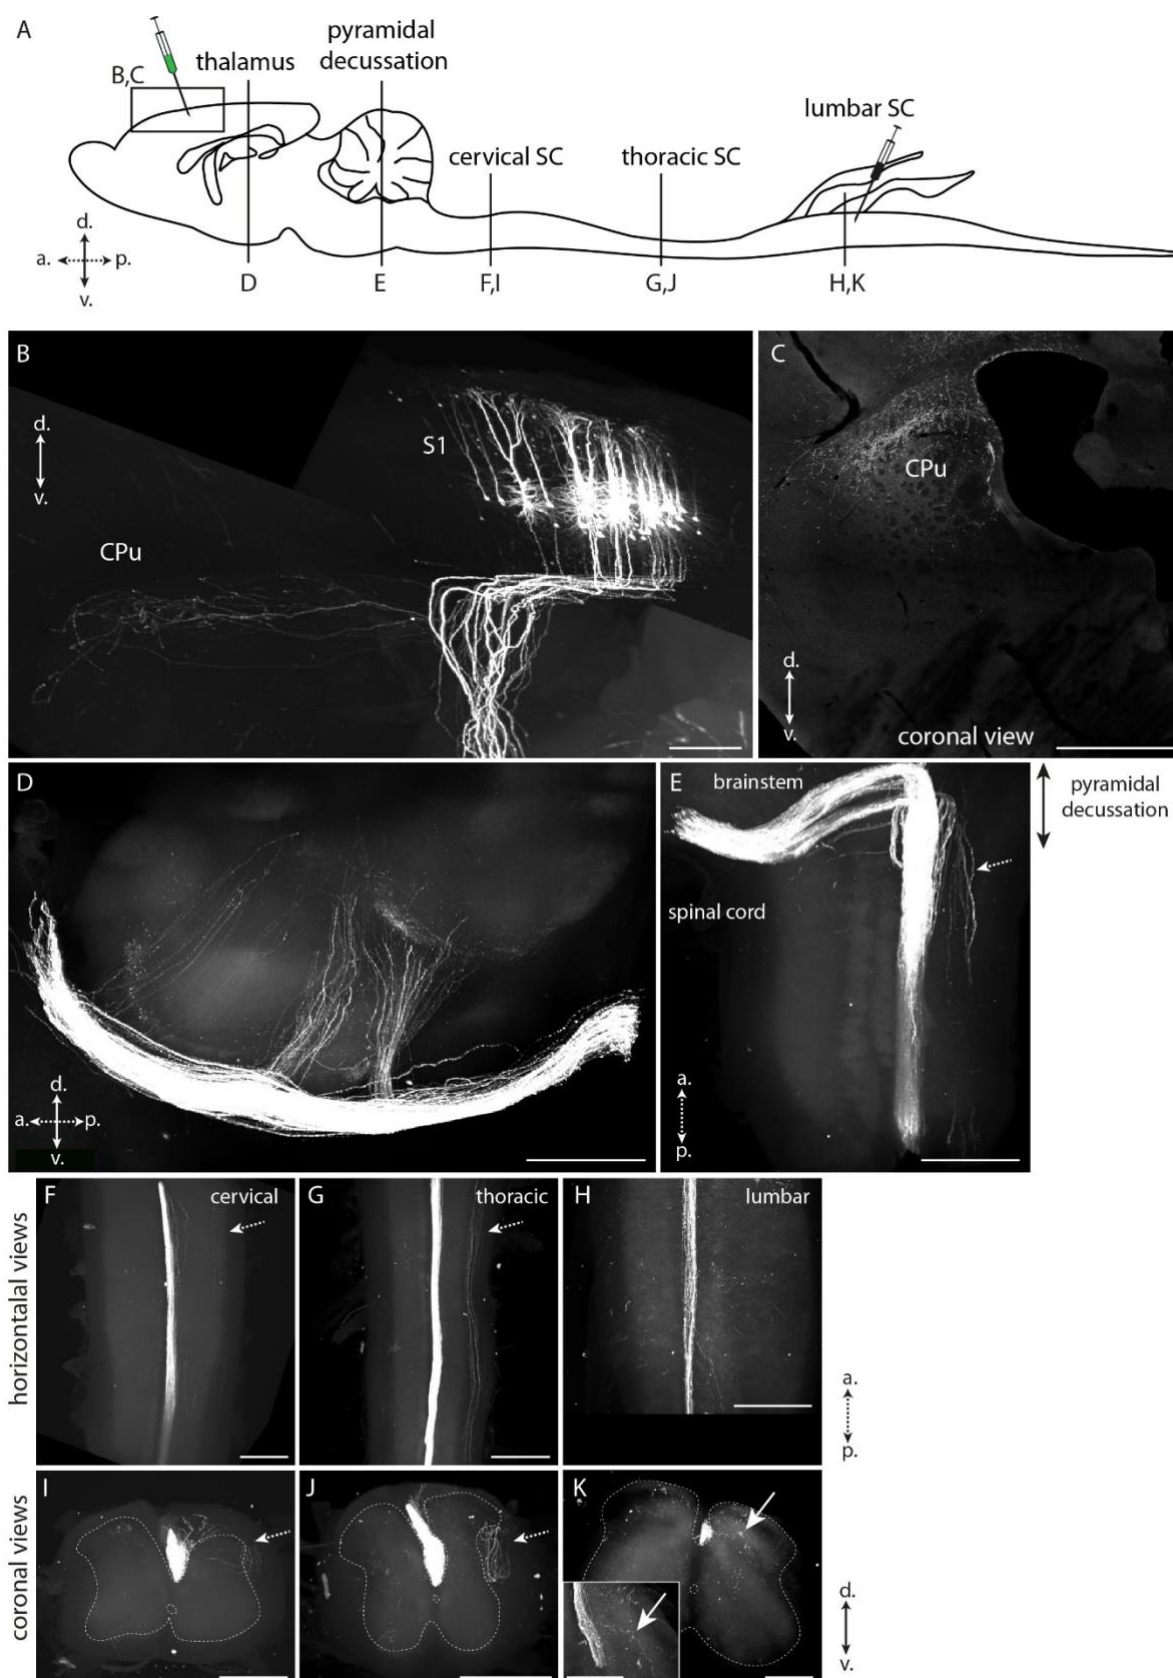 A
pyramidal
decussation
thalamus
B,C
lumbar SC
cervical SC
thoracic SC
d.
a.
p.
v.
D
E
F,I
G,J
H,K
B
d.
v.
S1
CPu
C
CPu
d.
v.
coronal view
D
d.
a.
p.
v.
E
brainstem
pyramidal
decussation
spinal cord
a.
p.
horizontal views
F
cervical
G
thoracic
H
lumbar
a.
p.
coronal views
I
J
K
d.
v.